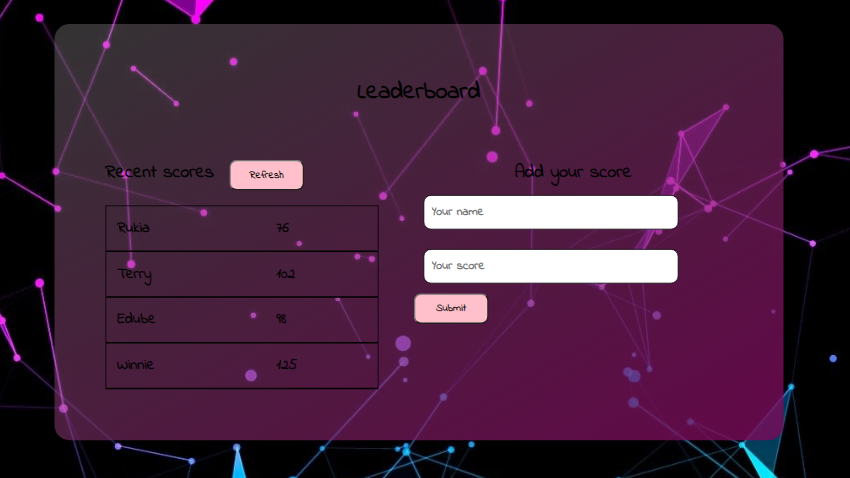 Leaderboard
Recent scores
Refresh
Rukia 76
Terry 102
Edube 98
Winnie 125
Add your score
Your name
Your score
Submit